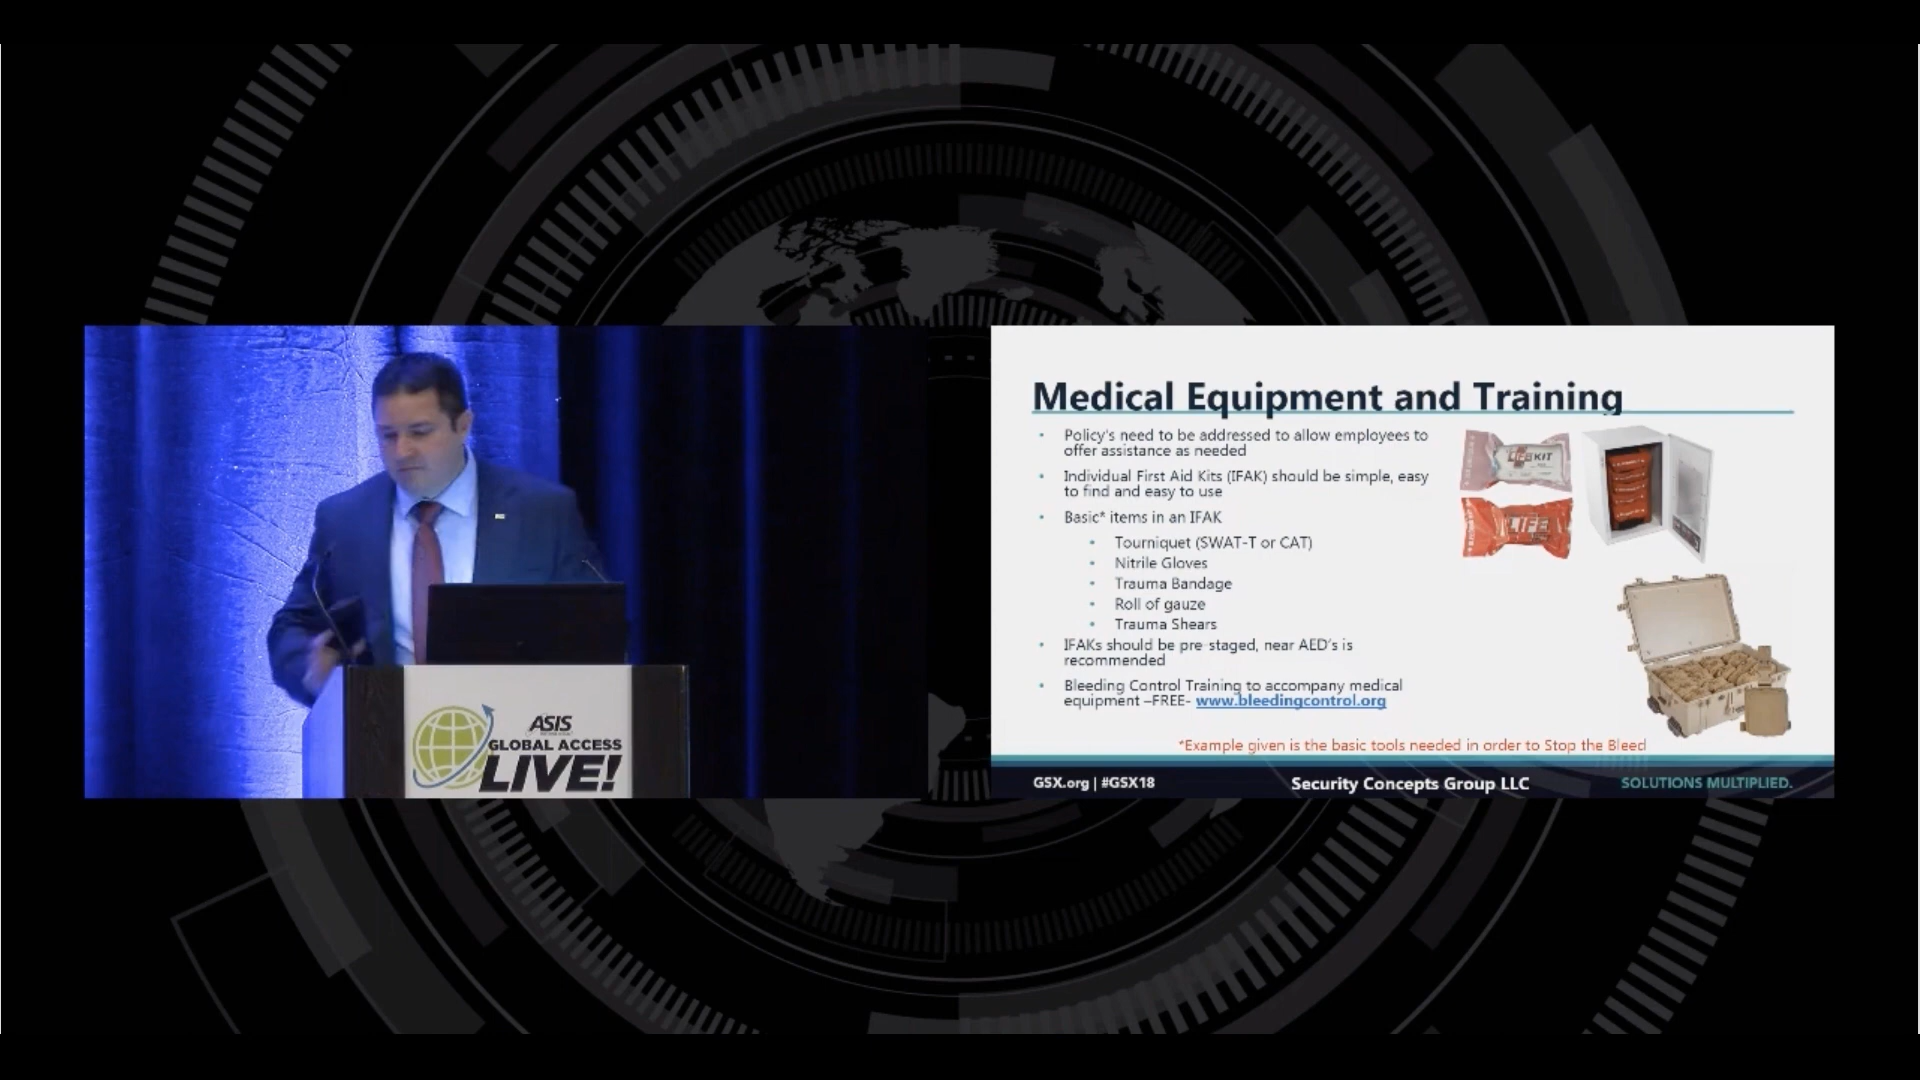 ASIS
GLOBAL ACCESS
LIVE!
Medical Equipment and Training
• Policy's need to be addressed to allow employees to
offer assistance as needed
• Individual First Aid Kits (IFAK) should be simple, easy
to find and easy to use
• Basic* items in an IFAK
• Tourniquet (SWAT-T or CAT)
• Nitrile Gloves
• Trauma Bandage
• Roll of gauze
• Trauma Shears
• IFAKs should be pre-staged, near AED's is
recommended
• Bleeding Control Training to accompany medical
equipment –FREE- www.bleedingcontrol.org
*Example given is the basic tools needed in order to Stop the Bleed
LIFE KIT
LIFE
GSX.org | #GSX18
Security Concepts Group LLC
SOLUTIONS MULTIPLIED.